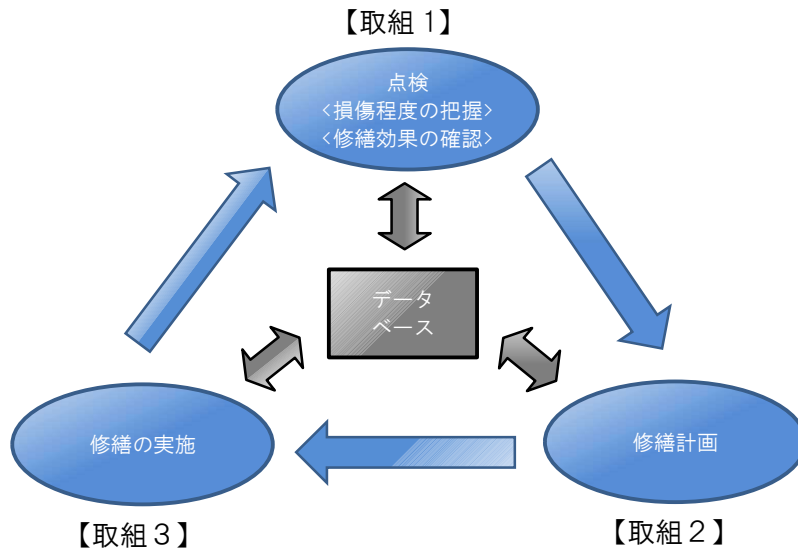 【取組１】
点検
<損傷程度の把握>
<修繕効果の確認>
データ
ベース
修繕の実施
修繕計画
【取組３】
【取組２】